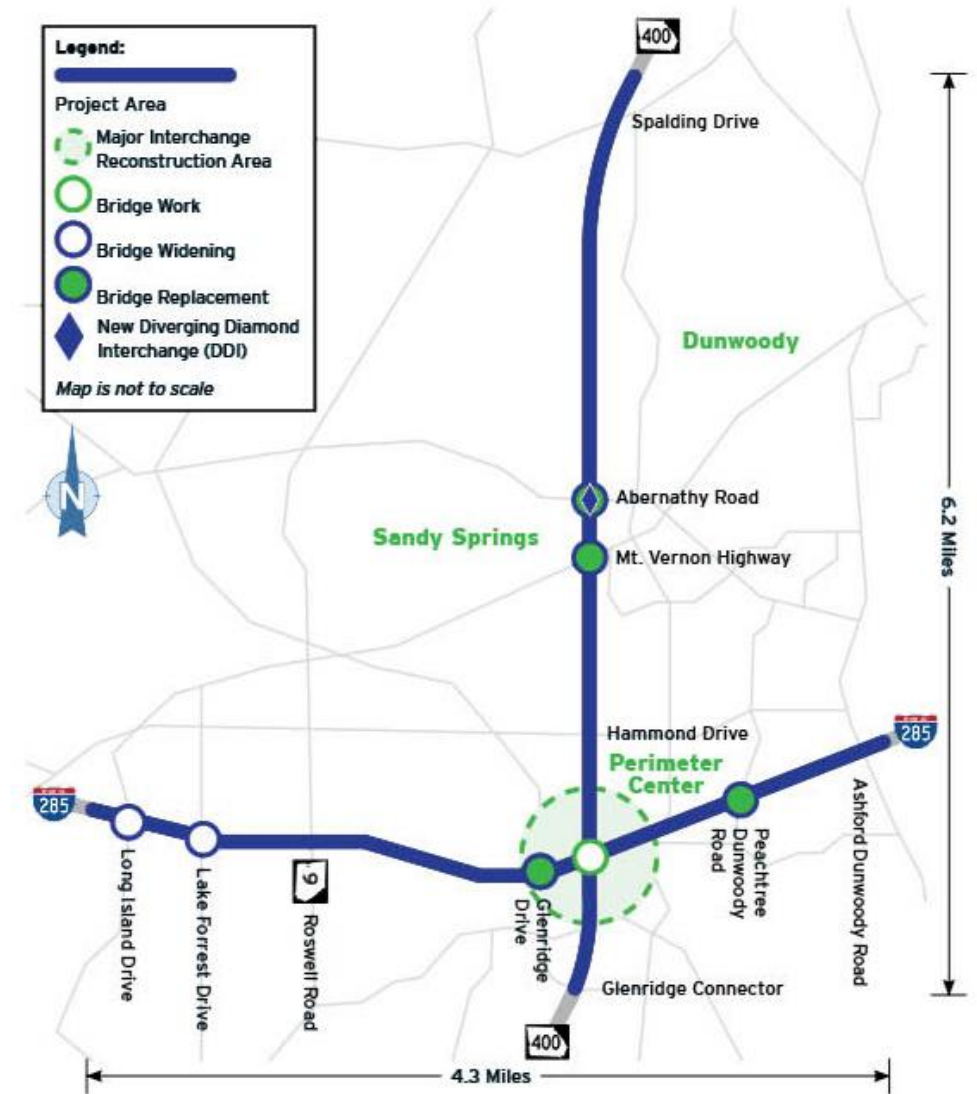 Legend:
Project Area
Major Interchange
Reconstruction Area
Bridge Work
Bridge Widening
Bridge Replacement
New Diverging Diamond
Interchange (DDI)
Map is not to scale
N
400
Spalding Drive
Dunwoody
Abernathy Road
Sandy Springs
Mt. Vernon Highway
6.2 Miles
Hammond Drive
Perimeter
Center
285
285
Long Island Drive
Lake Forrest Drive
9
Roswell Road
Glenridge
Drive
Peachtree
Dunwoody
Road
Ashford Dunwoody Road
Glenridge Connector
400
4.3 Miles